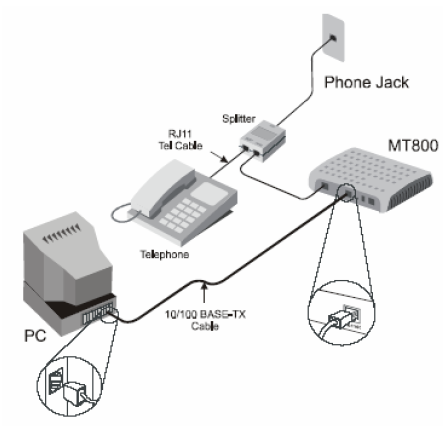 Phone Jack
Splitter
RJ11
Tel Cable
MT800
Telephone
10/100 BASE-TX
Cable
PC